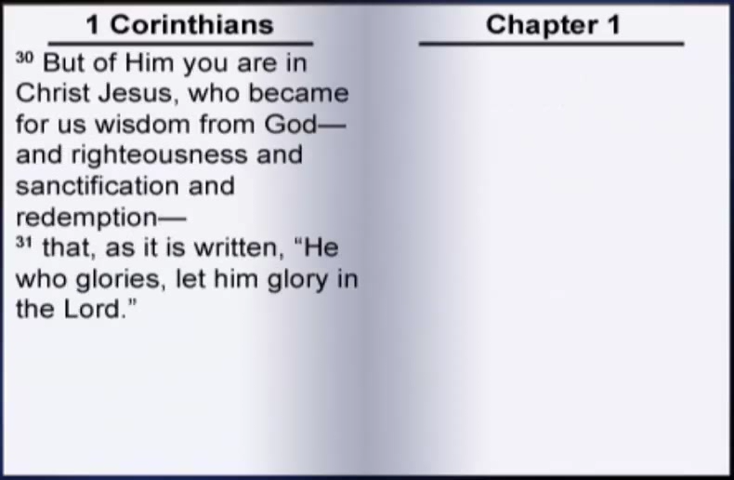 1 Corinthians
Chapter 1
30 But of Him you are in
Christ Jesus, who became
for us wisdom from God—
and righteousness and
sanctification and
redemption—
31 that, as it is written, “He
who glories, let him glory in
the Lord.”